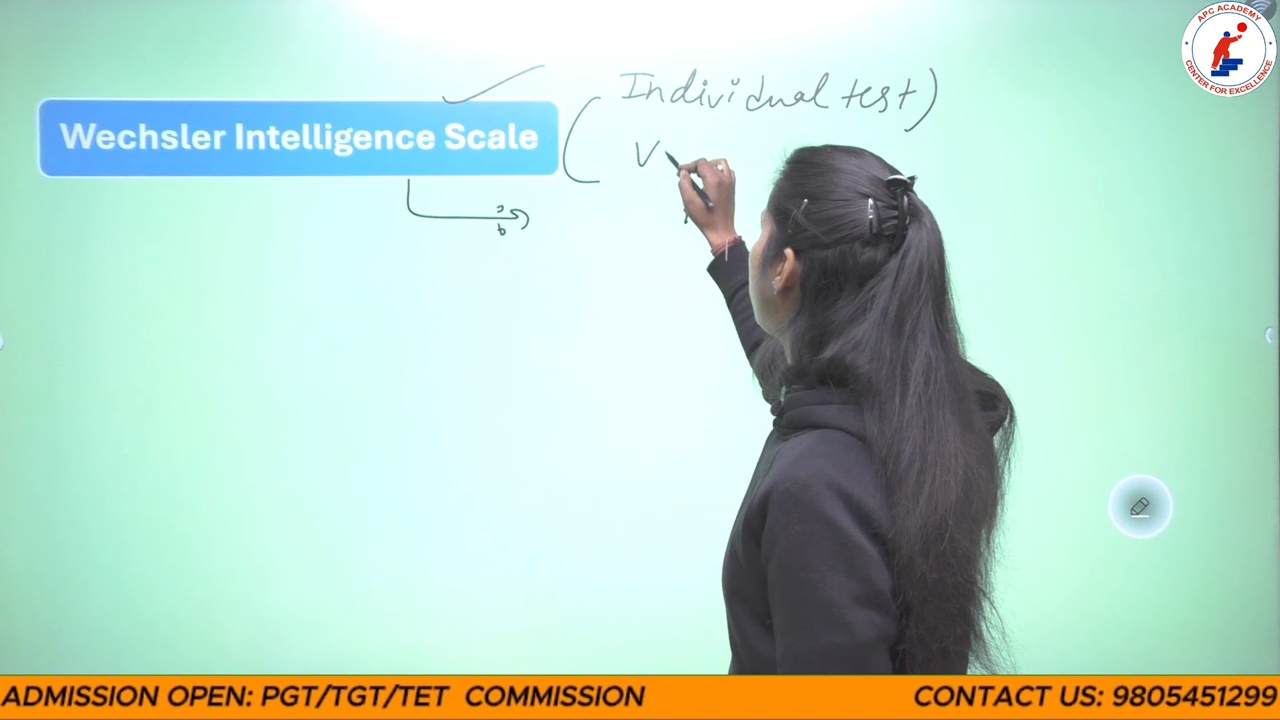 APC ACADEMY
CENTER FOR EXCELLENCE
Individual test)
Wechsler Intelligence Scale
( V
ADMISSION OPEN: PGT/TGT/TET COMMISSION
CONTACT US: 9805451299